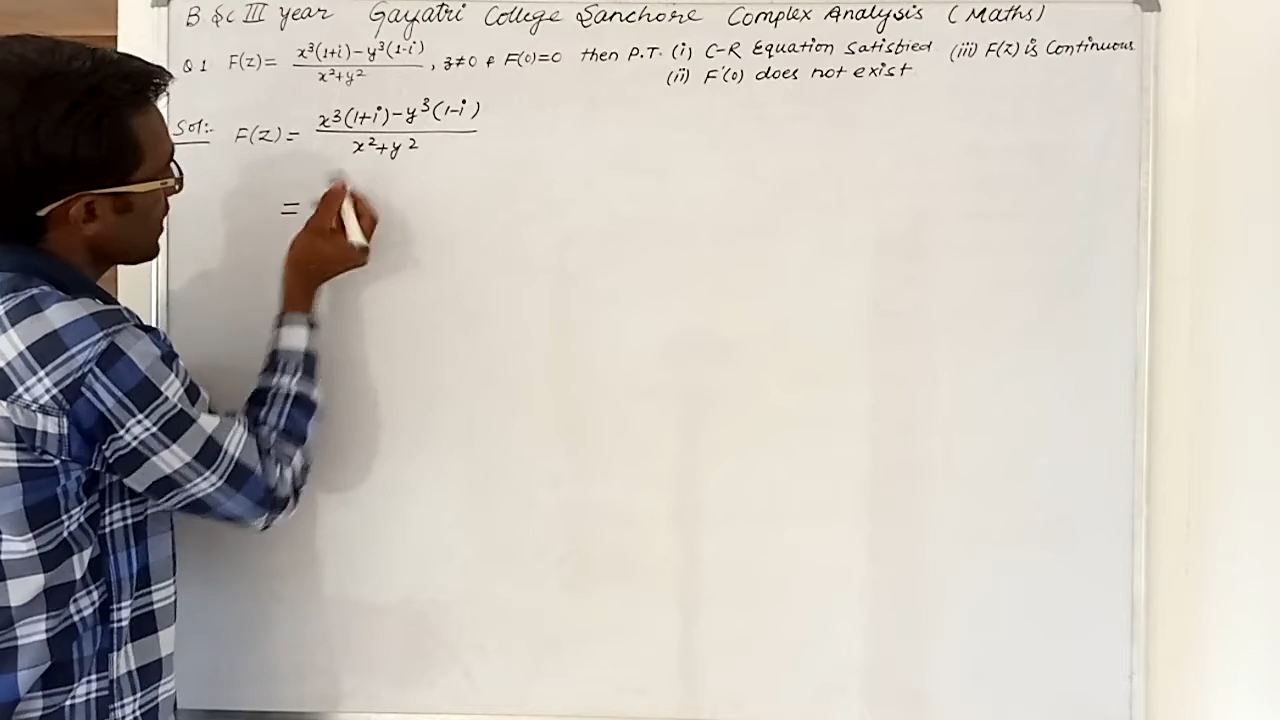 B Sc III year Gayatri College Sanchore Complex Analysis (Maths)
Q 1 F(z)= x³(1+i)-y³(1-i) / x²+y² , z≠0 & F(0)=0 then P.T. (i) C-R Equation Satisfied (iii) F(z) is Continuous
(ii) F'(0) does not exist
Sol:- F(z)= x³(1+i)-y³(1-i) / x²+y²
=